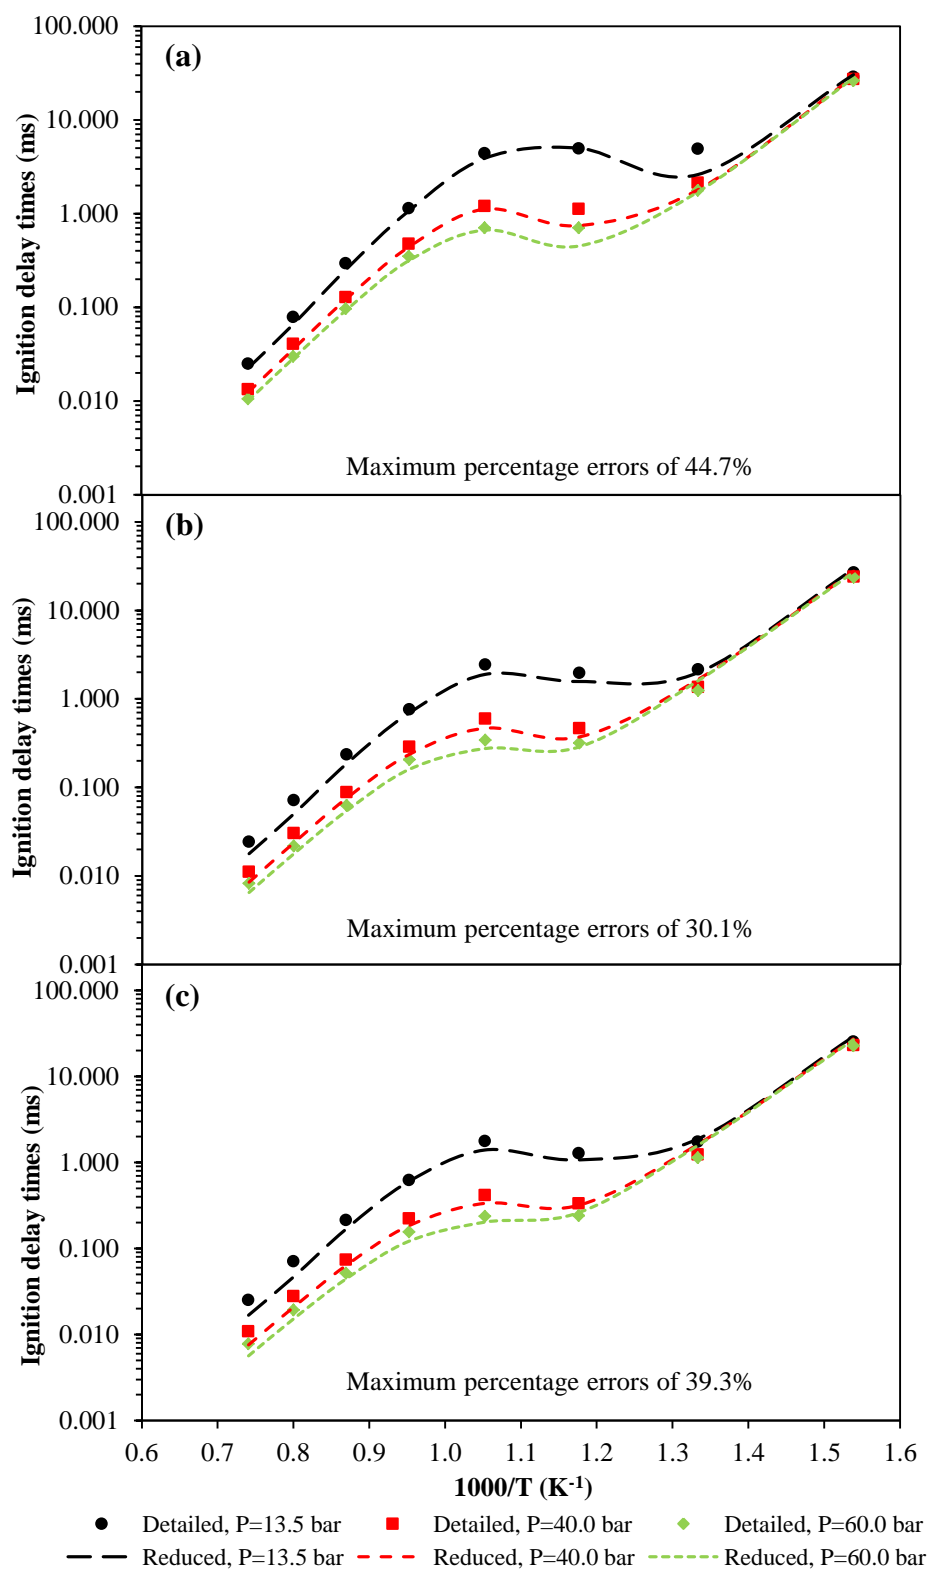 100.000
(a)
10.000
1.000
0.100
0.010
0.001
Ignition delay times (ms)
Maximum percentage errors of 44.7%
100.000
(b)
10.000
1.000
0.100
0.010
0.001
Ignition delay times (ms)
Maximum percentage errors of 30.1%
100.000
(c)
10.000
1.000
0.100
0.010
0.001
Ignition delay times (ms)
Maximum percentage errors of 39.3%
0.6 0.7 0.8 0.9 1.0 1.1 1.2 1.3 1.4 1.5 1.6
1000/T (K⁻¹)
Detailed, P=13.5 bar Detailed, P=40.0 bar Detailed, P=60.0 bar
Reduced, P=13.5 bar Reduced, P=40.0 bar Reduced, P=60.0 bar